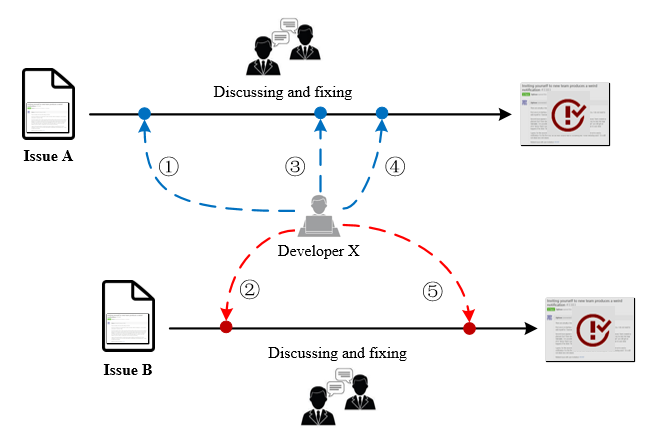 Discussing and fixing
Inviting yourself to new team produces a weird
notification
Issue A
①
③
④
Developer X
②
⑤
Inviting yourself to new team produces a weird
notification
Issue B
Discussing and fixing